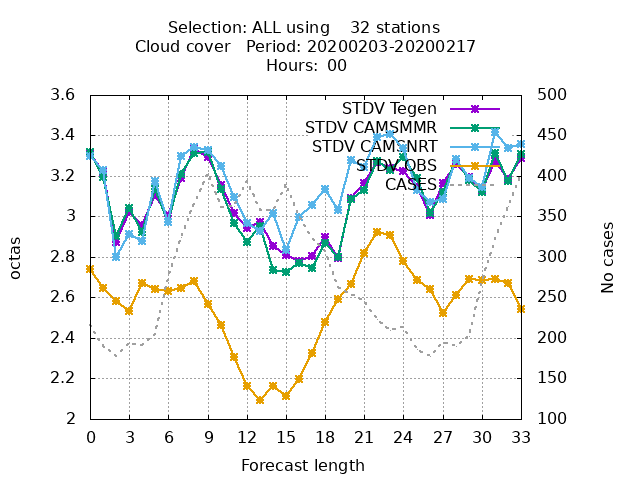 Selection: ALL using    32 stations
Cloud cover   Period: 20200203-20200217
Hours:  00
3.6
3.4
3.2
3
2.8
2.6
2.4
2.2
2
octas
500
450
400
350
300
250
200
150
100
No cases
STDV Tegen
STDV CAMSMMR
STDV CAMSNRT
STDV OBS
CASES
0 3 6 9 12 15 18 21 24 27 30 33
Forecast length